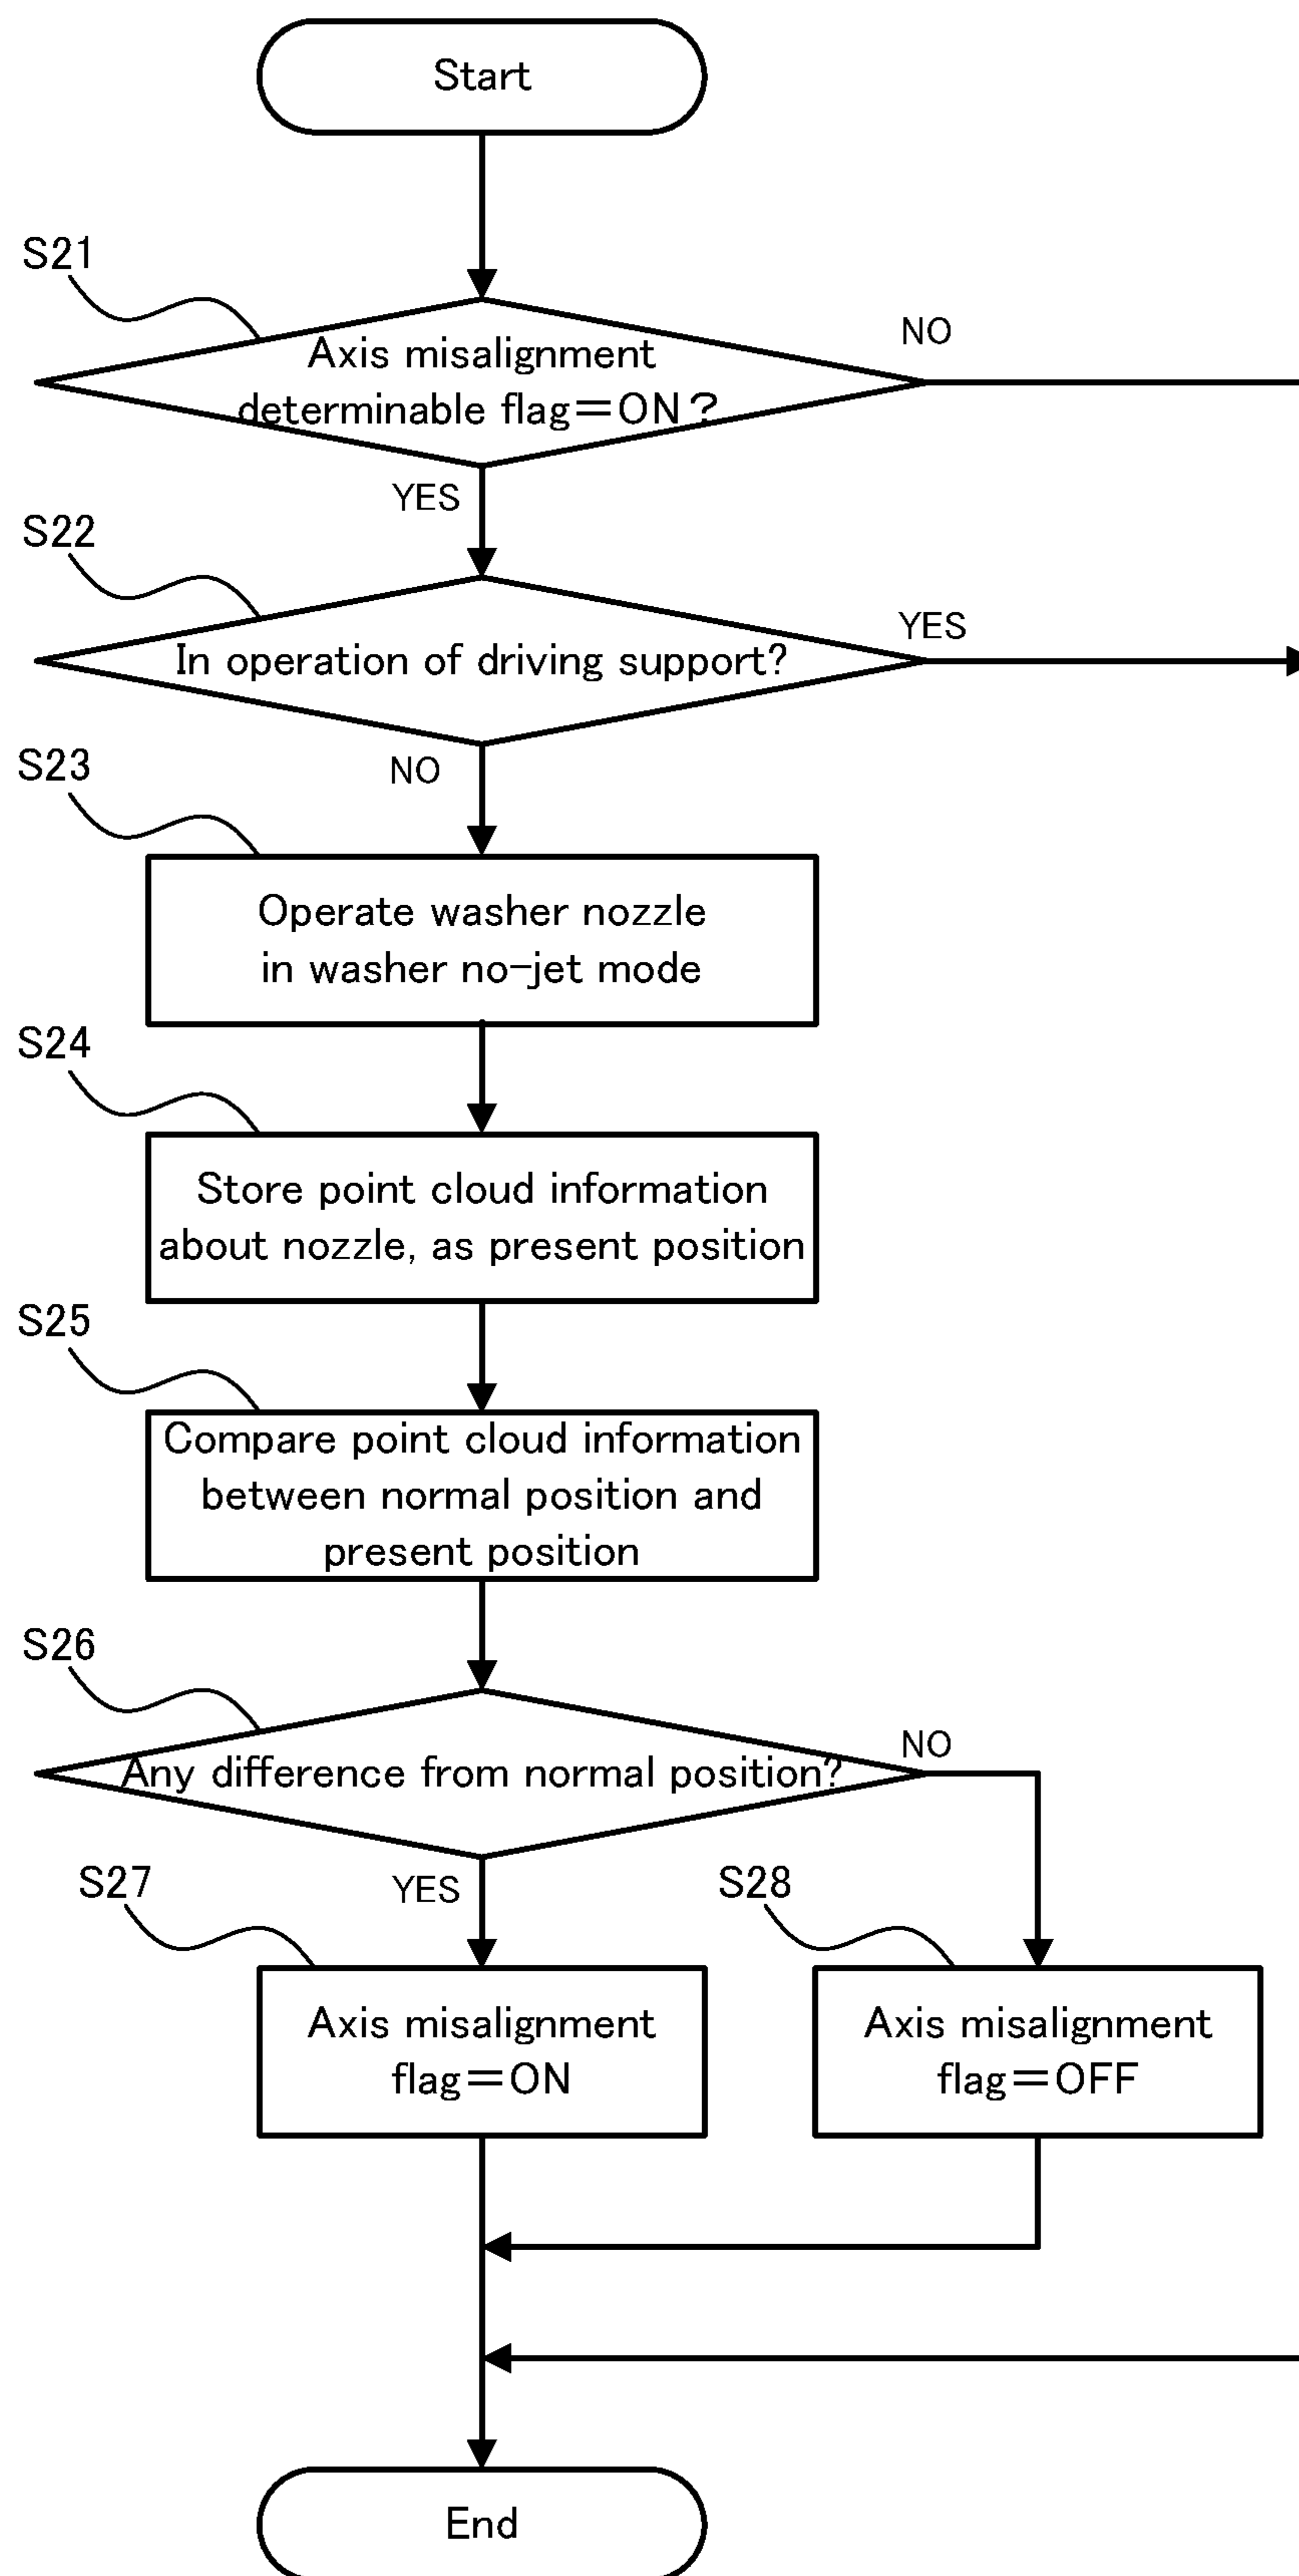 Start
S21
NO
Axis misalignment
determinable flag=ON?
YES
S22
YES
In operation of driving support?
NO
S23
Operate washer nozzle
in washer no-jet mode
S24
Store point cloud information
about nozzle, as present position
S25
Compare point cloud information
between normal position and
present position
S26
NO
Any difference from normal position?
S27
YES
S28
Axis misalignment
flag=ON
Axis misalignment
flag=OFF
End